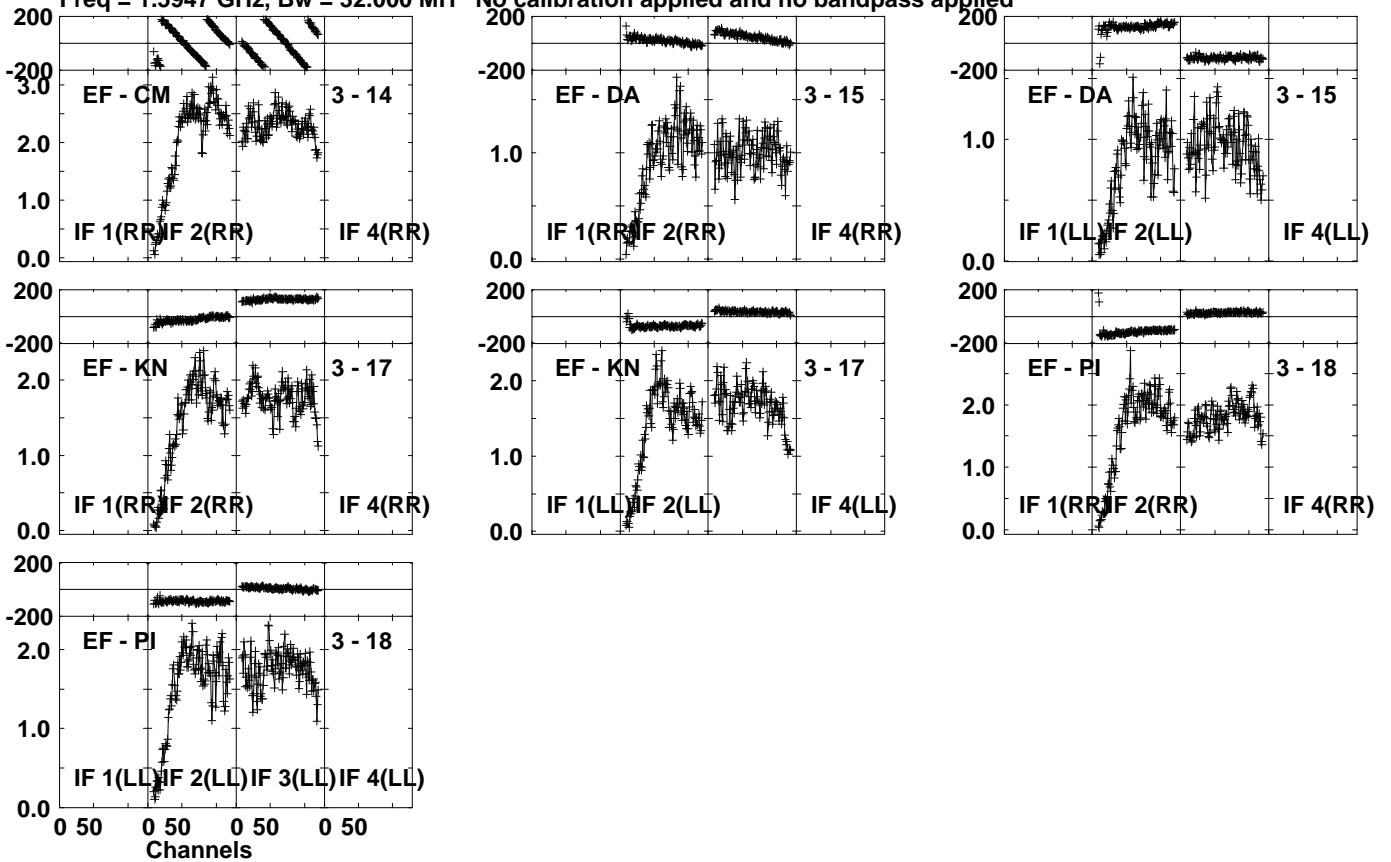 Freq = 1.5947 GHz, Bw = 32.000 MH No calibration applied and no bandpass applied
200
-200
3.0
2.0
1.0
0.0
EF - CM
3 - 14
IF 1(RR)
IF 2(RR)
IF 4(RR)
200
-200
1.0
0.0
EF - DA
3 - 15
IF 1(RR)
IF 2(RR)
IF 4(RR)
200
-200
1.0
0.0
EF - DA
3 - 15
IF 1(LL)
IF 2(LL)
IF 4(LL)
200
-200
2.0
1.0
0.0
EF - KN
3 - 17
IF 1(RR)
IF 2(RR)
IF 4(RR)
200
-200
2.0
1.0
0.0
EF - KN
3 - 17
IF 1(LL)
IF 2(LL)
IF 4(LL)
200
-200
2.0
1.0
0.0
EF - PI
3 - 18
IF 1(RR)
IF 2(RR)
IF 4(RR)
200
-200
2.0
1.0
0.0
EF - PI
3 - 18
IF 1(LL)
IF 2(LL)
IF 3(LL)
IF 4(LL)
0 50 0 50 0 50 0 50
Channels